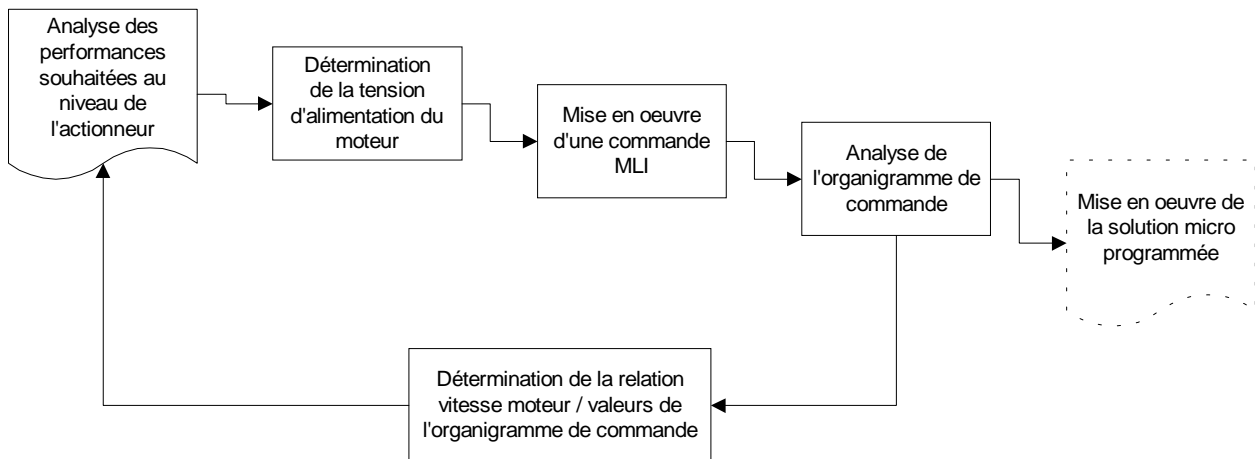 Analyse des
performances
souhaitées au
niveau de
l'actionneur
Détermination
de la tension
d'alimentation du
moteur
Mise en oeuvre
d'une commande
MLI
Analyse de
l'organigramme de
commande
Mise en oeuvre de
la solution micro
programmée
Détermination de la relation
vitesse moteur / valeurs de
l'organigramme de commande